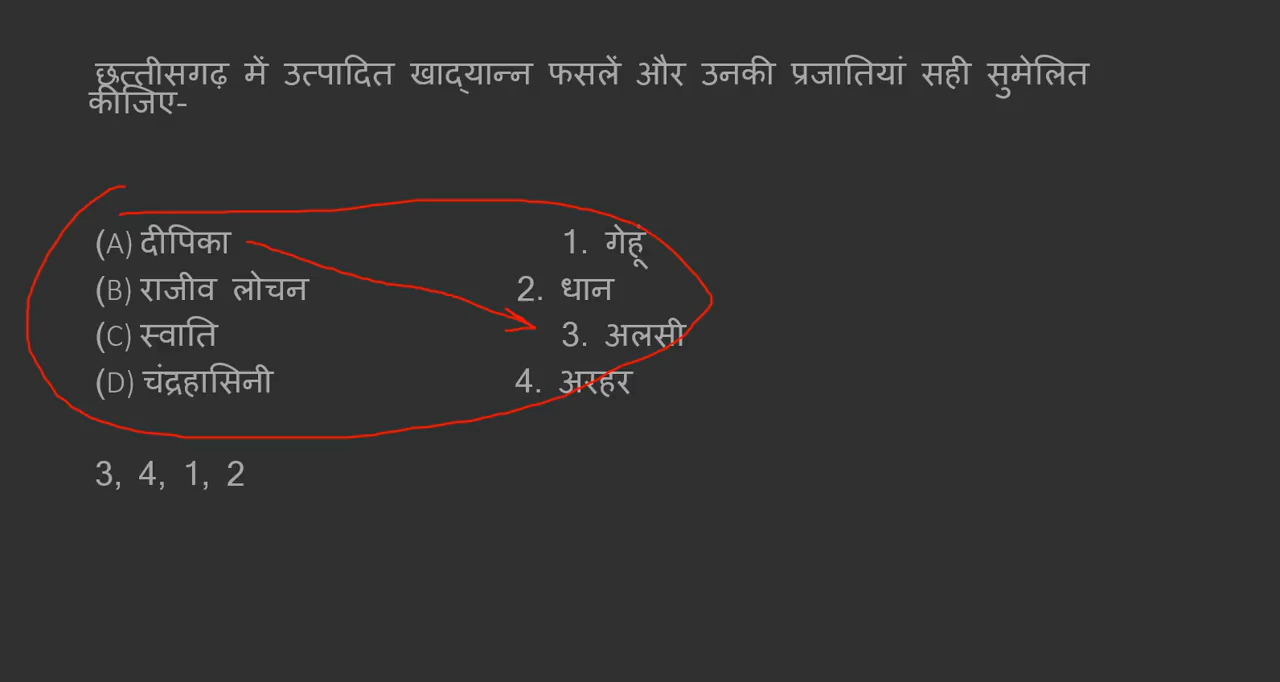 छत्तीसगढ़ में उत्पादित खाद्यान्न फसलें और उनकी प्रजातियां सही सुमेलित
कीजिए-
(A) दीपिका 1. गेहू
(B) राजीव लोचन 2. धान
(C) स्वाति 3. अलसी
(D) चंद्रहासिनी 4. अरहर
3, 4, 1, 2